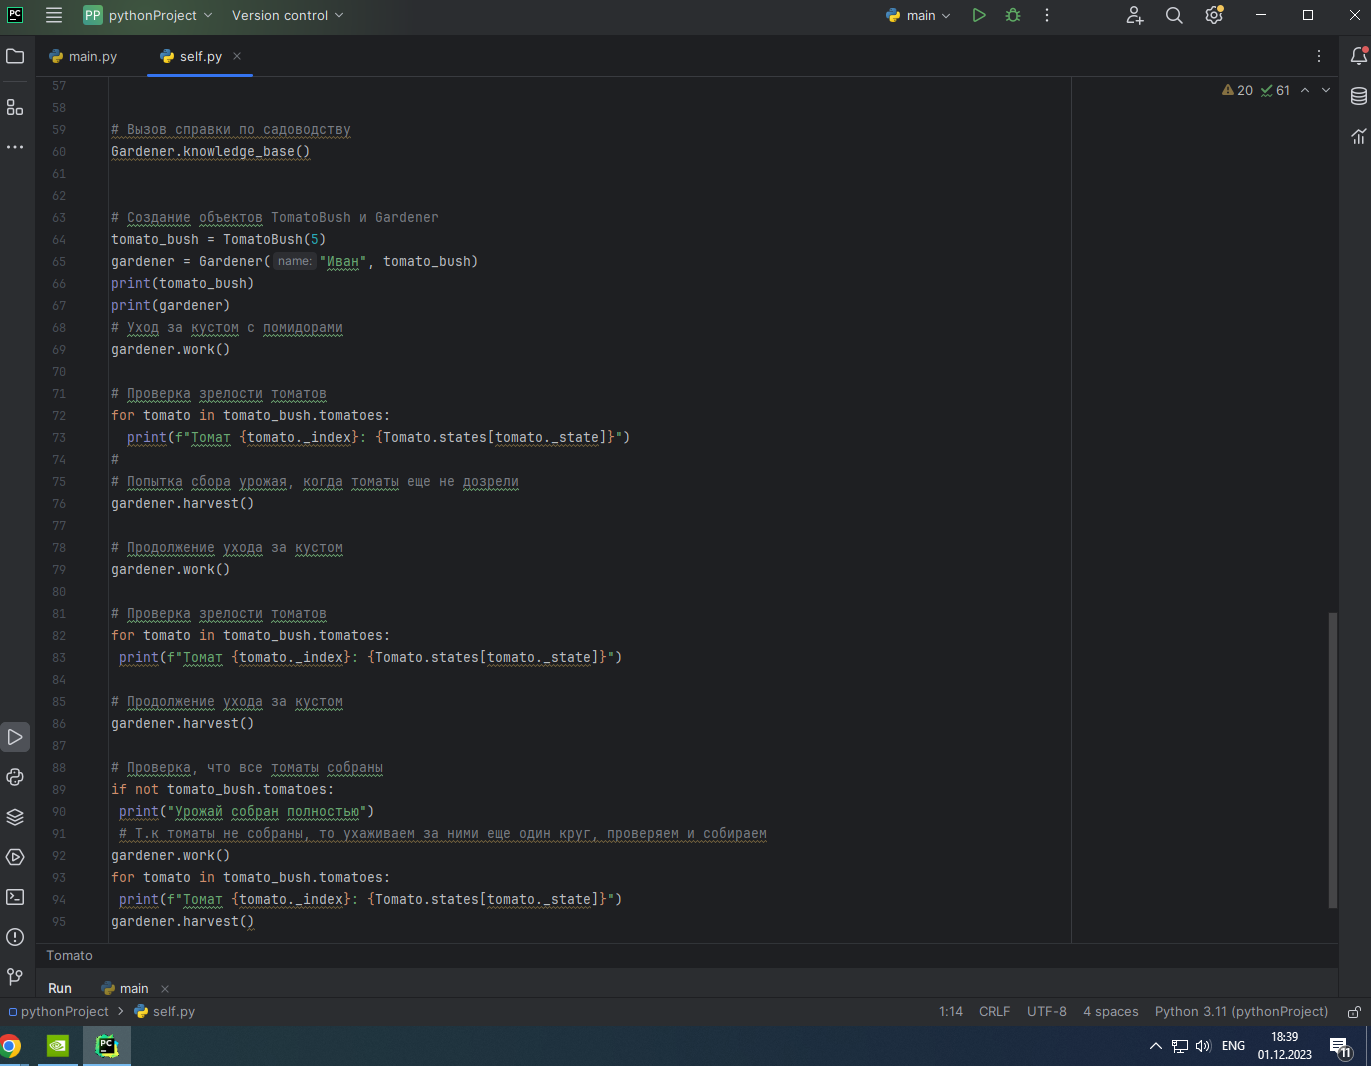 PC PP pythonProject Version control main
main.py self.py
57
20 61
58
59 # Вызов справки по садоводству
60 Gardener.knowledge_base()
61
62
63 # Создание объектов TomatoBush и Gardener
64 tomato_bush = TomatoBush(5)
65 gardener = Gardener( name: "Иван", tomato_bush)
66 print(tomato_bush)
67 print(gardener)
68 # Уход за кустом с помидорами
69 gardener.work()
70
71 # Проверка зрелости томатов
72 for tomato in tomato_bush.tomatoes:
73 print(f"Томат {tomato._index}: {Tomato.states[tomato._state]}")
74 #
75 # Попытка сбора урожая, когда томаты еще не дозрели
76 gardener.harvest()
77
78 # Продолжение ухода за кустом
79 gardener.work()
80
81 # Проверка зрелости томатов
82 for tomato in tomato_bush.tomatoes:
83 print(f"Томат {tomato._index}: {Tomato.states[tomato._state]}")
84
85 # Продолжение ухода за кустом
86 gardener.harvest()
87
88 # Проверка, что все томаты собраны
89 if not tomato_bush.tomatoes:
90 print("Урожай собран полностью")
91 # Т.к томаты не собраны, то ухаживаем за ними еще один круг, проверяем и собираем
92 gardener.work()
93 for tomato in tomato_bush.tomatoes:
94 print(f"Томат {tomato._index}: {Tomato.states[tomato._state]}")
95 gardener.harvest()
Tomato
Run main
pythonProject > self.py 1:14 CRLF UTF-8 4 spaces Python 3.11 (pythonProject)
PC ENG 18:39
01.12.2023 11